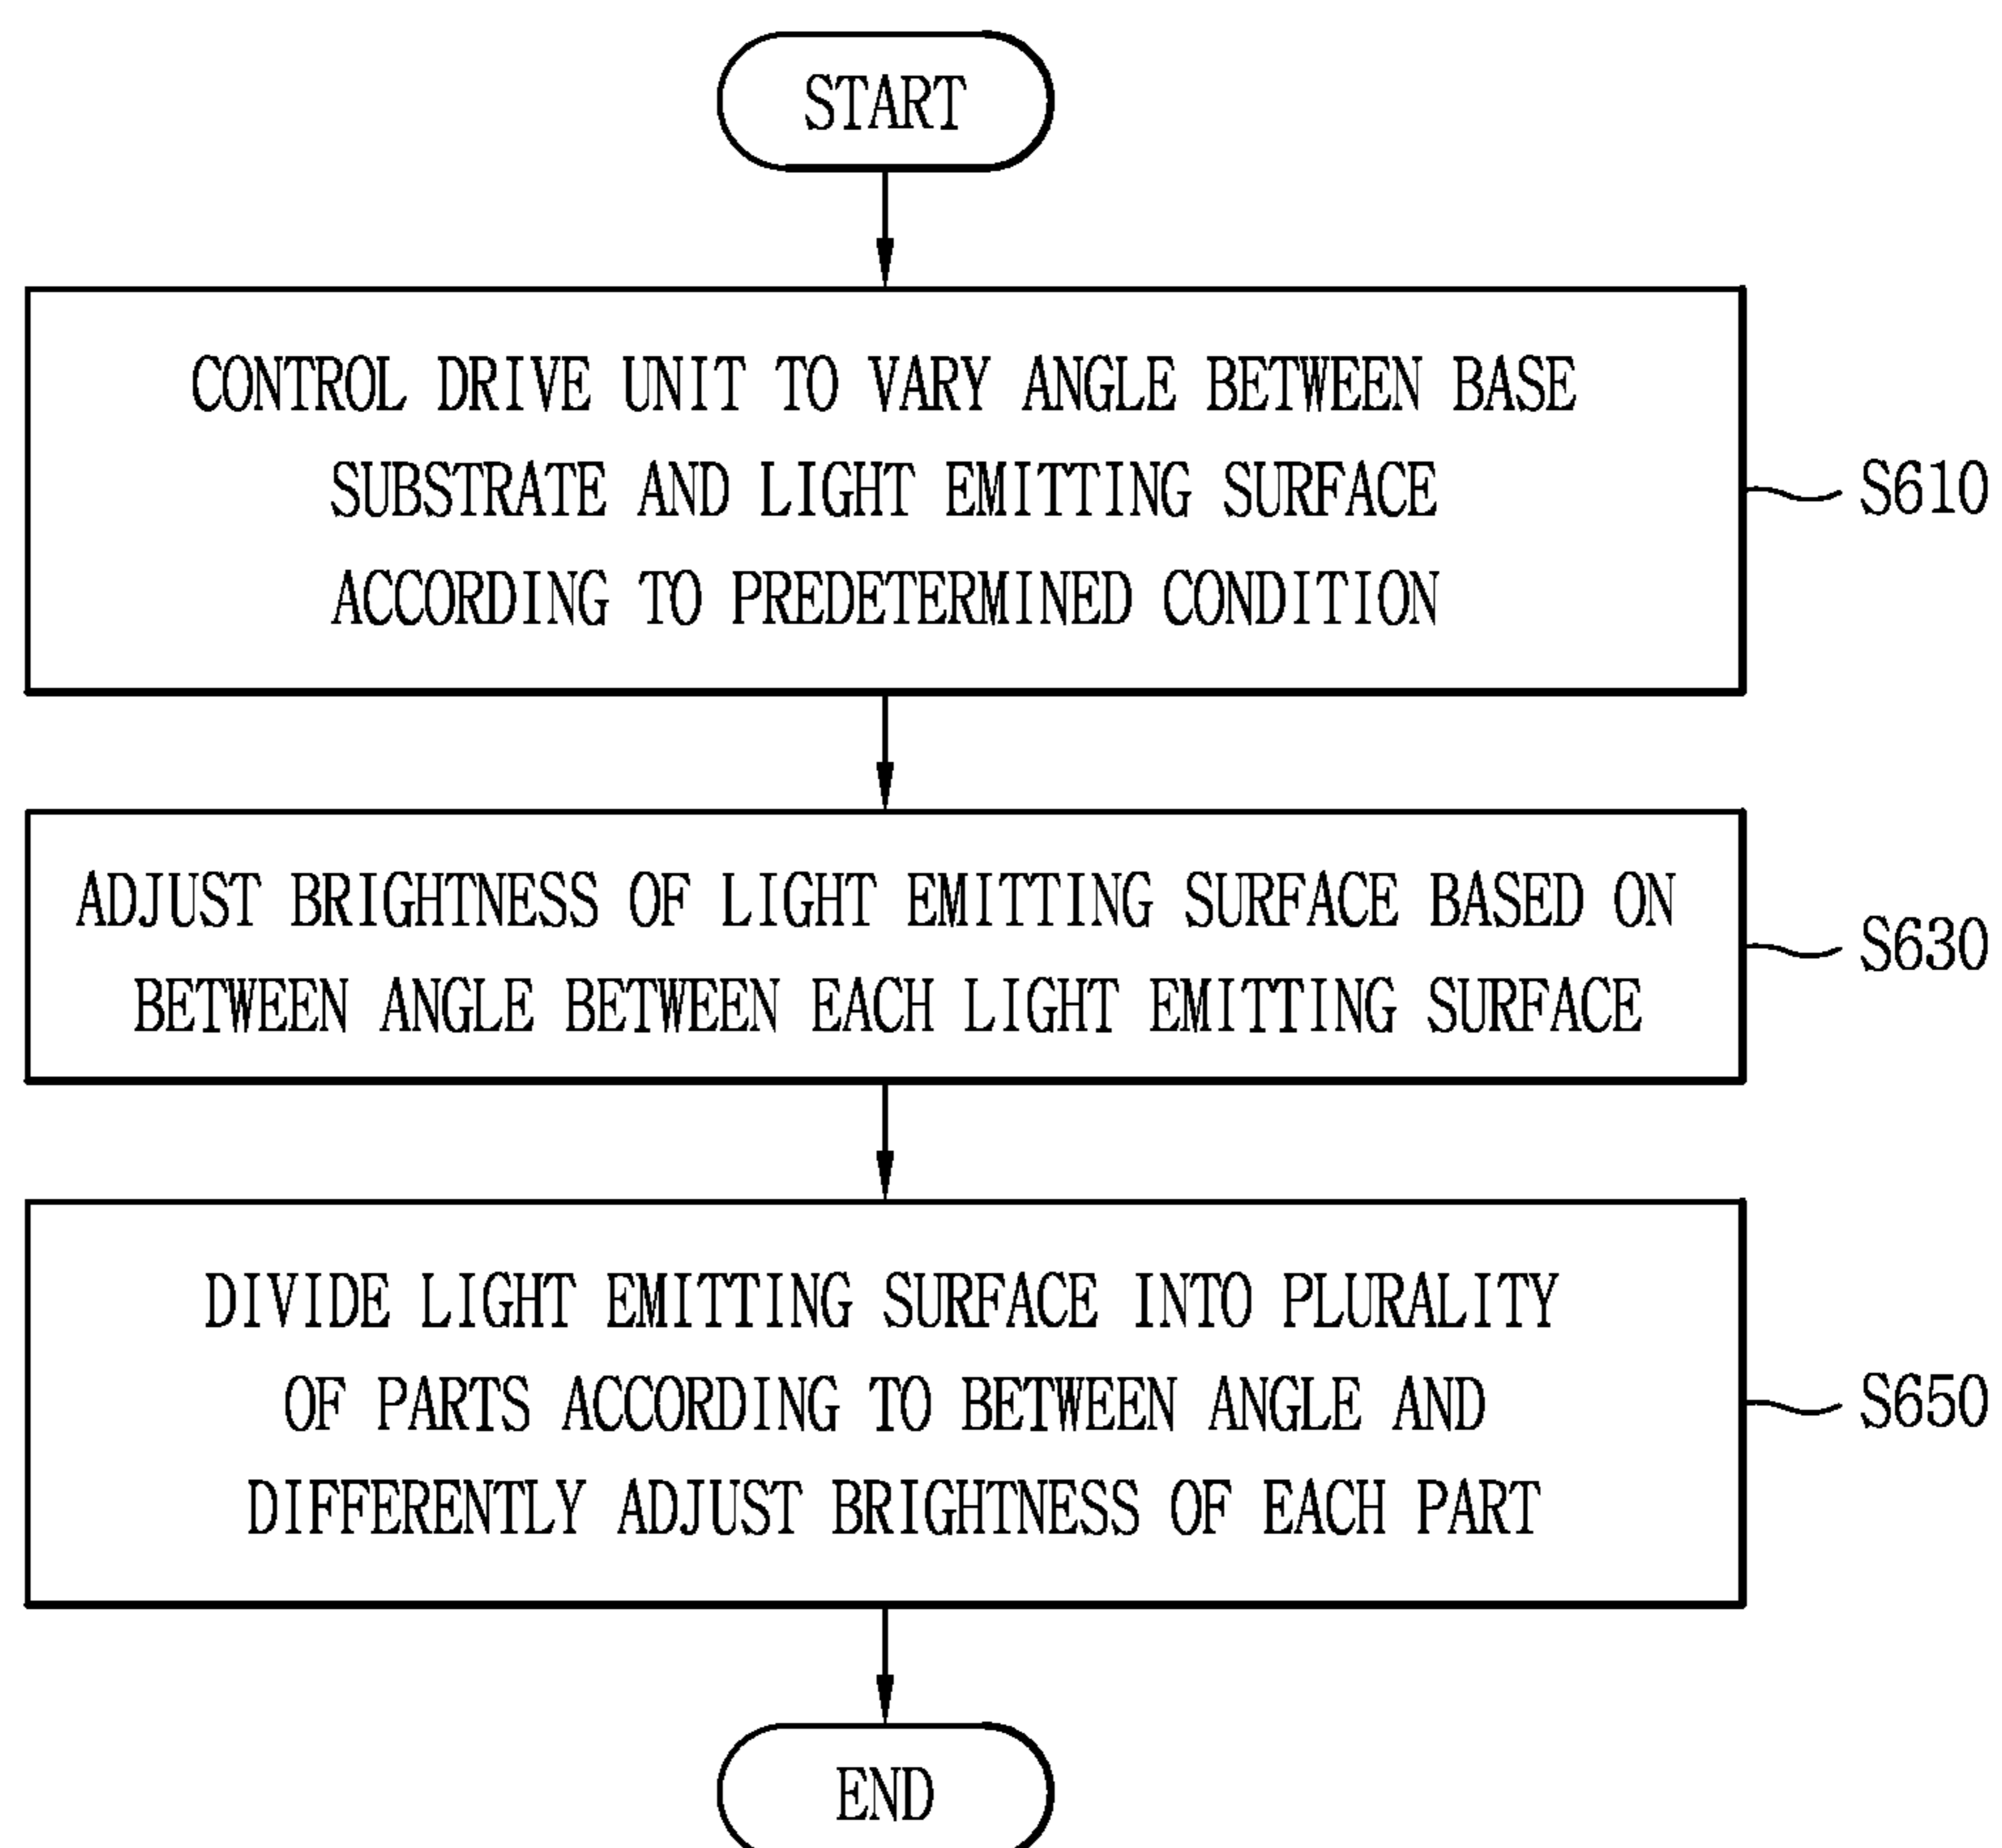 START
CONTROL DRIVE UNIT TO VARY ANGLE BETWEEN BASE
SUBSTRATE AND LIGHT EMITTING SURFACE
ACCORDING TO PREDETERMINED CONDITION
S610
ADJUST BRIGHTNESS OF LIGHT EMITTING SURFACE BASED ON
BETWEEN ANGLE BETWEEN EACH LIGHT EMITTING SURFACE
S630
DIVIDE LIGHT EMITTING SURFACE INTO PLURALITY
OF PARTS ACCORDING TO BETWEEN ANGLE AND
DIFFERENTLY ADJUST BRIGHTNESS OF EACH PART
S650
END